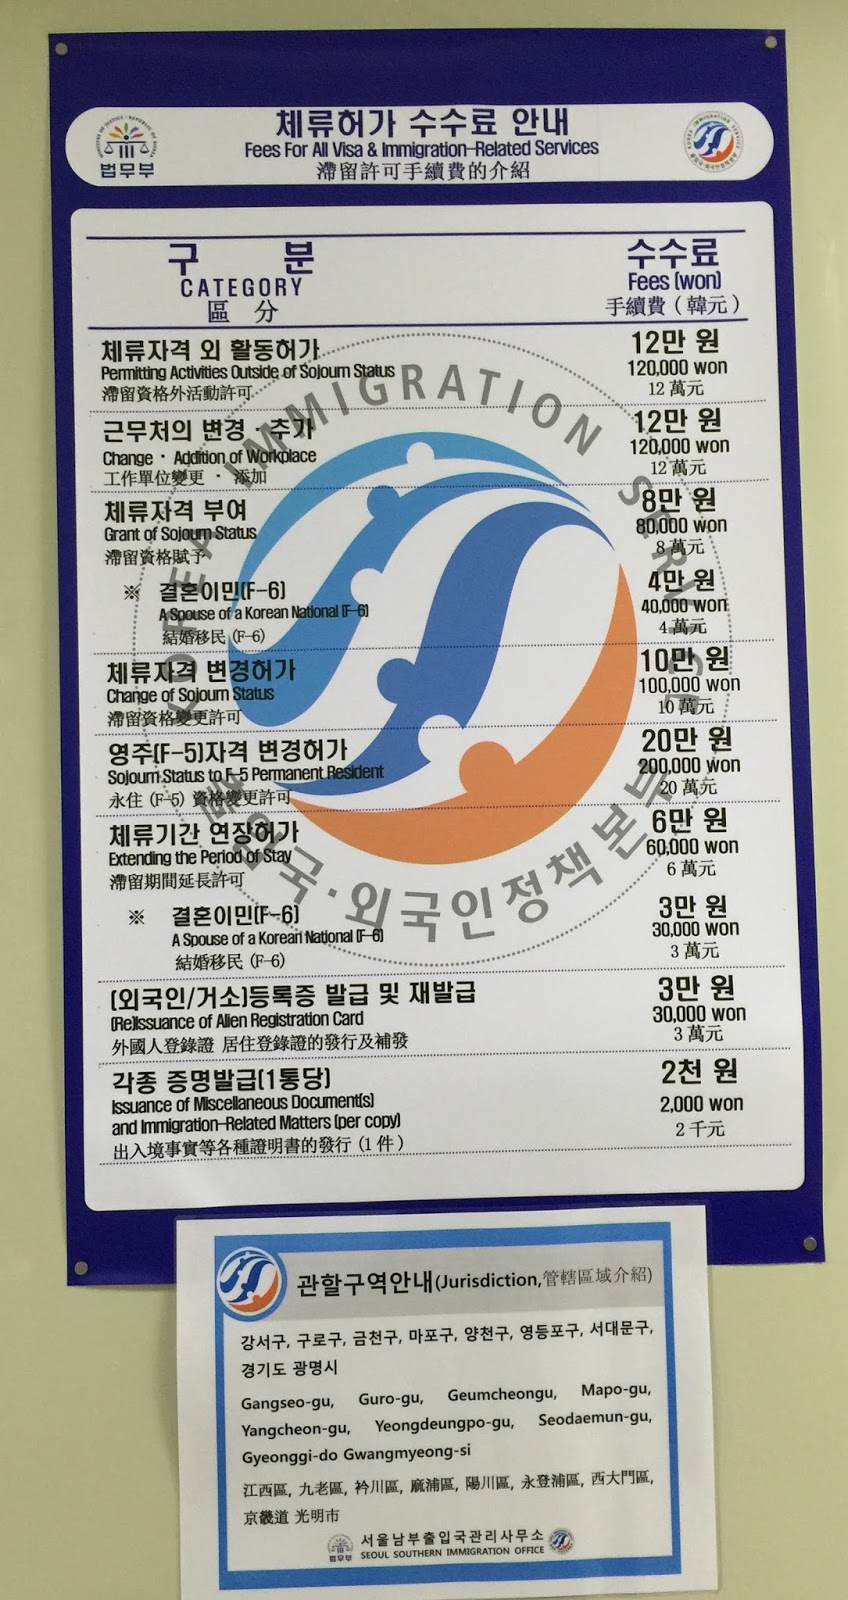 체류허가 수수료 안내
Fees For All Visa & Immigration-Related Services
滯留許可手續費的介紹
법무부
구 분
CATEGORY
區 分
수수료
Fees (won)
手續費 ( 韓元 )
체류자격 외 활동허가
Permitting Activities Outside of Sojourn Status
滯留資格外活動許可
12만 원
120,000 won
12 萬元
근무처의 변경 · 추가
Change · Addition of Workplace
工作單位變更 · 添加
12만 원
120,000 won
12 萬元
체류자격 부여
Grant of Sojourn Status
滯留資格賦予
8만 원
80,000 won
8 萬元
※ 결혼이민(F-6)
A Spouse of a Korean National (F-6)
結婚移民 (F-6)
4만 원
40,000 won
4 萬元
체류자격 변경허가
Change of Sojourn Status
滯留資格變更許可
10만 원
100,000 won
10 萬元
영주(F-5)자격 변경허가
Sojourn Status to F-5 Permanent Resident
永住 (F-5) 資格變更許可
20만 원
200,000 won
20 萬元
체류기간 연장허가
Extending the Period of Stay
滯留期間延長許可
6만 원
60,000 won
6 萬元
※ 결혼이민(F-6)
A Spouse of a Korean National (F-6)
結婚移民 (F-6)
3만 원
30,000 won
3 萬元
(외국인/거소)등록증 발급 및 재발급
(Re)Issuance of Alien Registration Card
外國人登錄證 居住登錄證的發行及補發
3만 원
30,000 won
3 萬元
각종 증명발급(1통당)
Issuance of Miscellaneous Document(s)
and Immigration-Related Matters (per copy)
出入境事實等各種證明書的發行 (1 件 )
2천 원
2,000 won
2 千元
KOREA IMMIGRATION SERVICE
출입국·외국인정책본부
관할구역안내(Jurisdiction,管轄區域介紹)
강서구, 구로구, 금천구, 마포구, 양천구, 영등포구, 서대문구,
경기도 광명시
Gangseo-gu, Guro-gu, Geumcheongu, Mapo-gu,
Yangcheon-gu, Yeongdeungpo-gu, Seodaemun-gu,
Gyeonggi-do Gwangmyeong-si
江西區, 九老區, 衿川區, 麻浦區, 陽川區, 永登浦區, 西大門區,
京畿道 光明市
법무부
서울남부출입국관리사무소
SEOUL SOUTHERN IMMIGRATION OFFICE